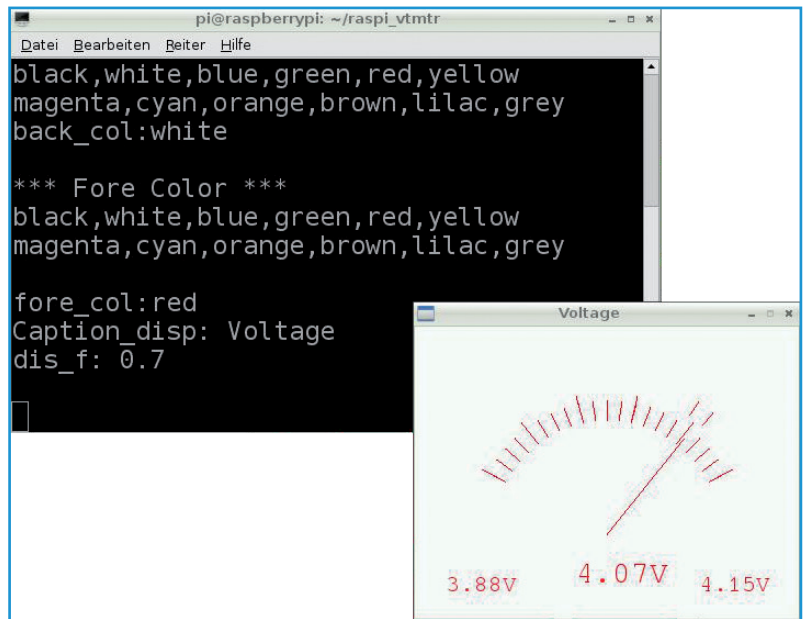 pi@raspberrypi: ~/raspi_vtmtr
Datei Bearbeiten Reiter Hilfe
black,white,blue,green,red,yellow
magenta,cyan,orange,brown,lilac,grey
back_col:white
*** Fore Color ***
black,white,blue,green,red,yellow
magenta,cyan,orange,brown,lilac,grey
fore_col:red
Caption_disp: Voltage
dis_f: 0.7
Voltage
3.88V 4.07V 4.15V